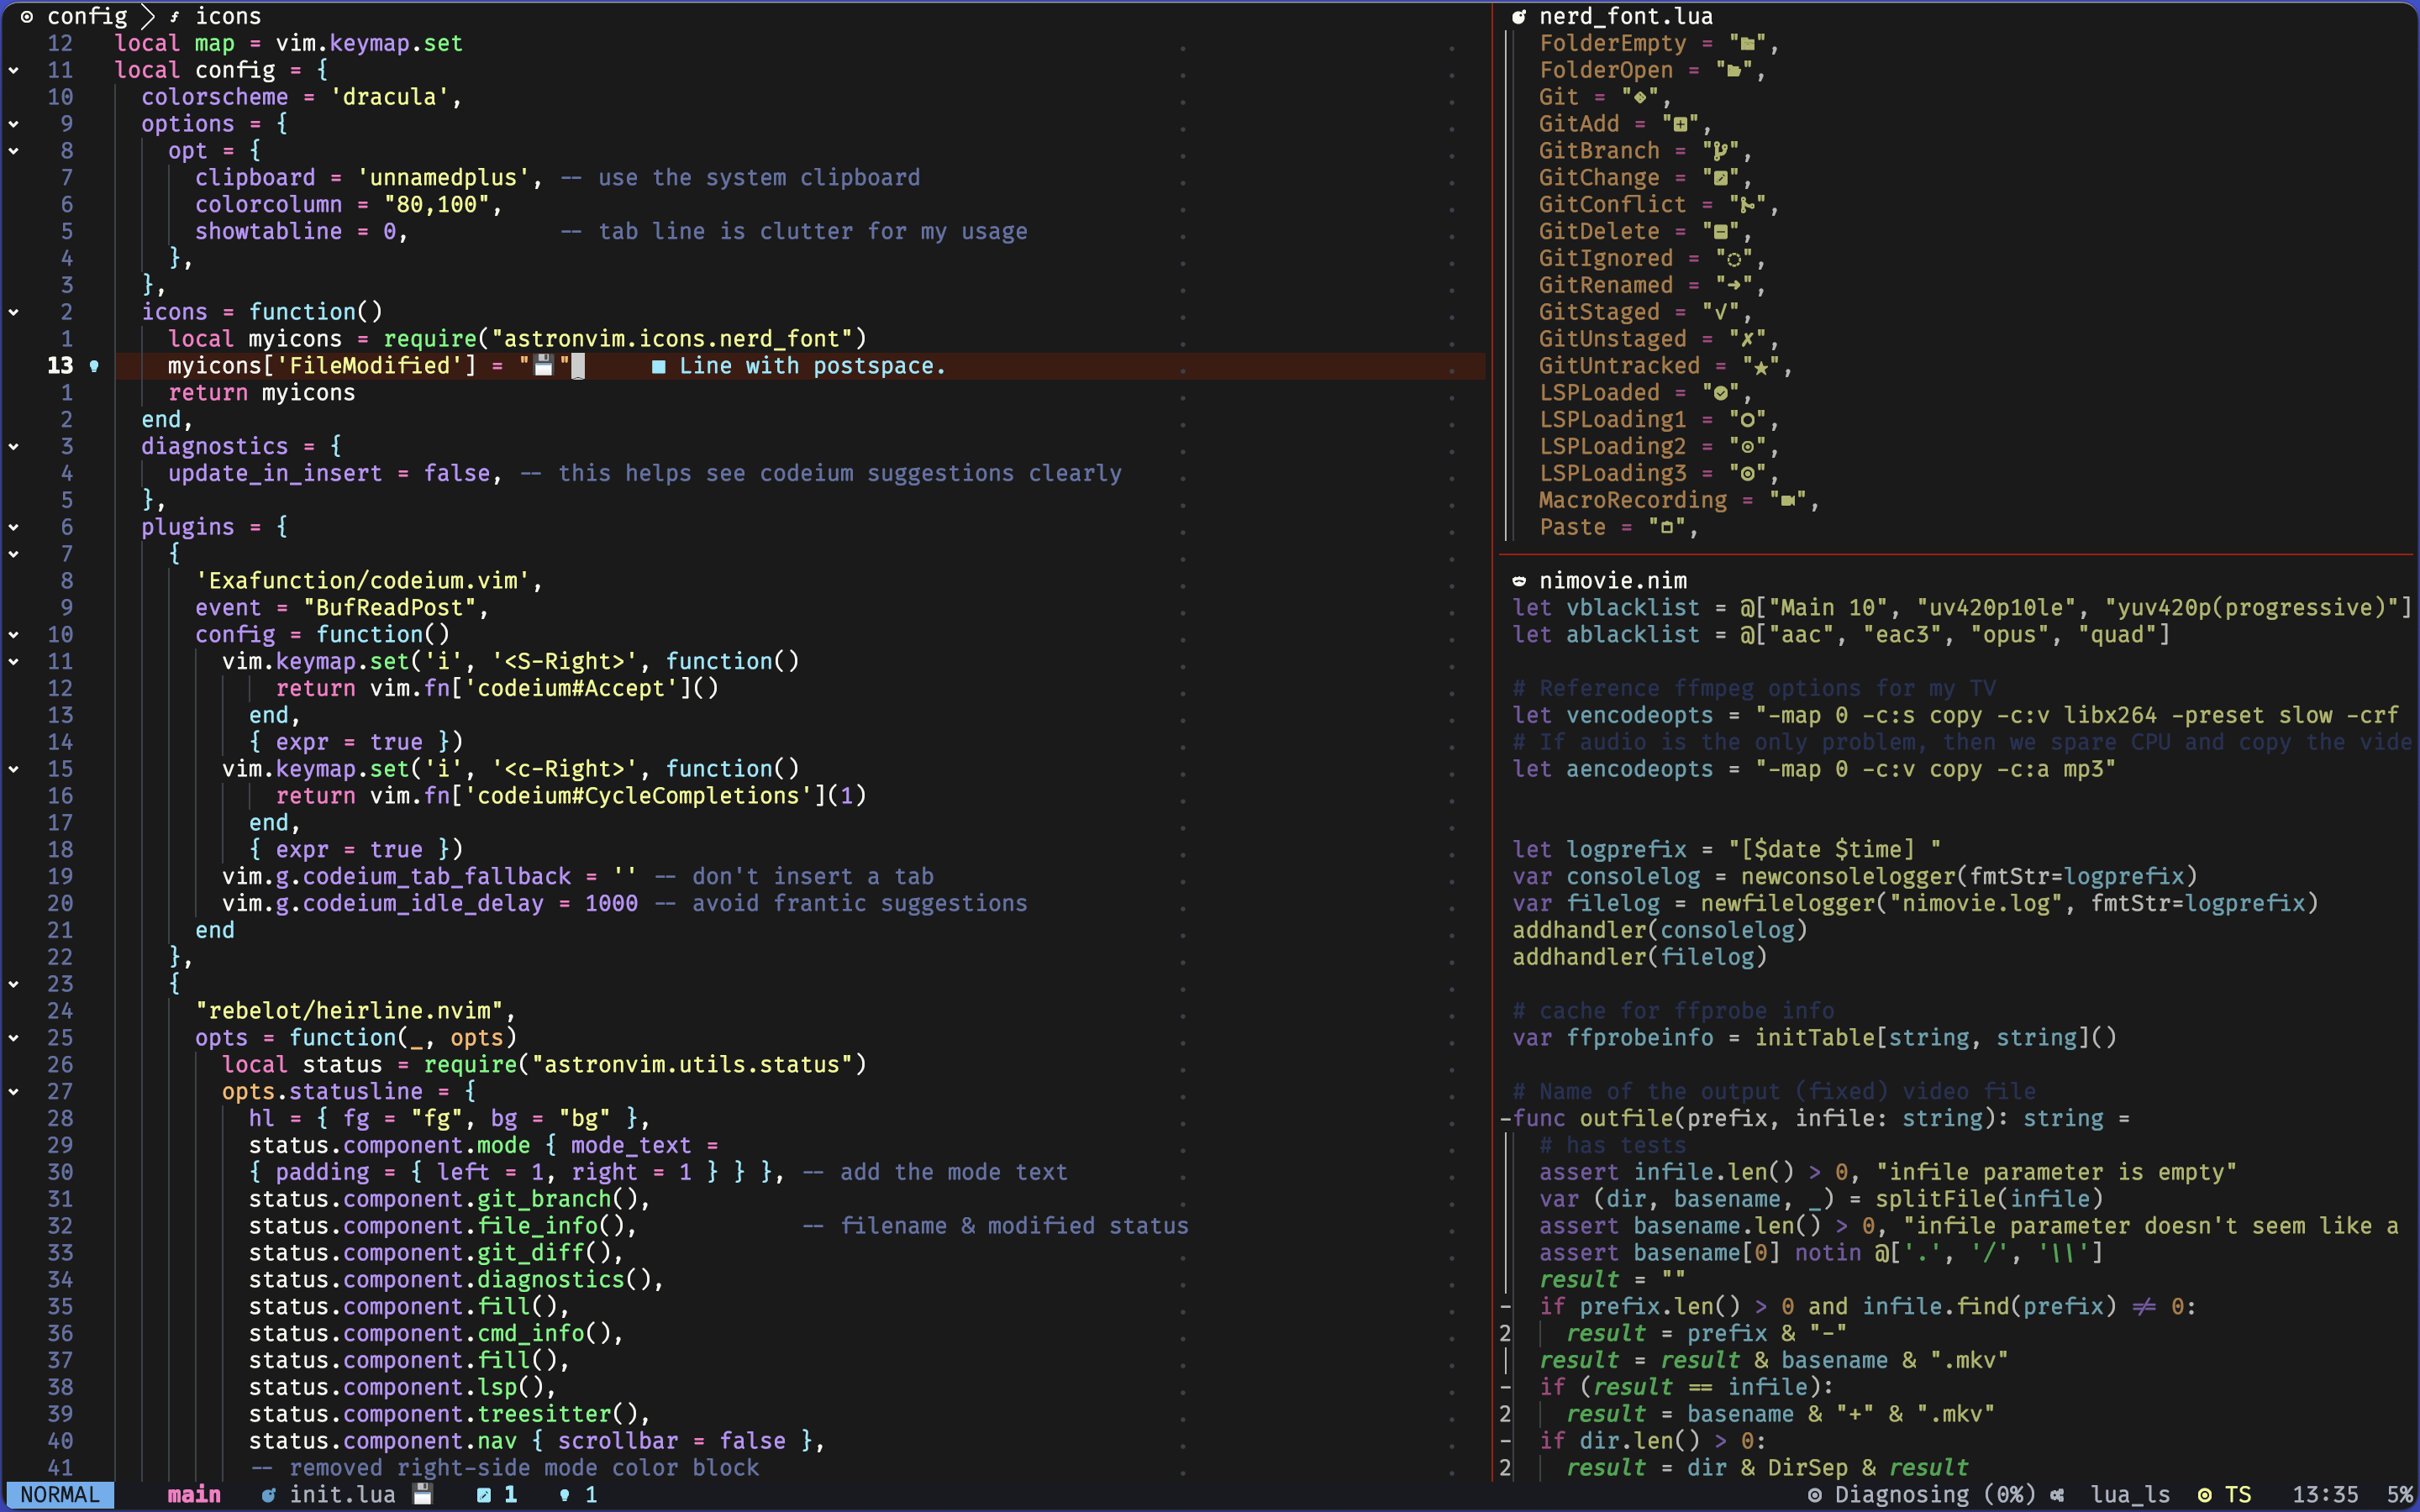 config > icons
12 local map = vim.keymap.set
11 local config = {
10 colorscheme = 'dracula',
9 options = {
8 opt = {
7 clipboard = 'unnamedplus', -- use the system clipboard
6 colorcolumn = "80,100",
5 showtabline = 0, -- tab line is clutter for my usage
4 },
3 },
2 icons = function()
1 local myicons = require("astronvim.icons.nerd_font")
13 myicons['FileModified'] = "💾" ■ Line with postspace.
1 return myicons
2 end,
3 diagnostics = {
4 update_in_insert = false, -- this helps see codeium suggestions clearly
5 },
6 plugins = {
7 {
8 'Exafunction/codeium.vim',
9 event = "BufReadPost",
10 config = function()
11 vim.keymap.set('i', '<S-Right>', function()
12 return vim.fn['codeium#Accept']()
13 end,
14 { expr = true })
15 vim.keymap.set('i', '<c-Right>', function()
16 return vim.fn['codeium#CycleCompletions'](1)
17 end,
18 { expr = true })
19 vim.g.codeium_tab_fallback = '' -- don't insert a tab
20 vim.g.codeium_idle_delay = 1000 -- avoid frantic suggestions
21 end
22 },
23 {
24 "rebelot/heirline.nvim",
25 opts = function(_, opts)
26 local status = require("astronvim.utils.status")
27 opts.statusline = {
28 hl = { fg = "fg", bg = "bg" },
29 status.component.mode { mode_text =
30 { padding = { left = 1, right = 1 } } }, -- add the mode text
31 status.component.git_branch(),
32 status.component.file_info(), -- filename & modified status
33 status.component.git_diff(),
34 status.component.diagnostics(),
35 status.component.fill(),
36 status.component.cmd_info(),
37 status.component.fill(),
38 status.component.lsp(),
39 status.component.treesitter(),
40 status.component.nav { scrollbar = false },
41 -- removed right-side mode color block
nerd_font.lua
FolderEmpty = "",
FolderOpen = "",
Git = "",
GitAdd = "",
GitBranch = "",
GitChange = "",
GitConflict = "",
GitDelete = "",
GitIgnored = "◌",
GitRenamed = "➜",
GitStaged = "✓",
GitUnstaged = "✗",
GitUntracked = "★",
LSPLoaded = "",
LSPLoading1 = "",
LSPLoading2 = "",
LSPLoading3 = "",
MacroRecording = "",
Paste = "",
nimovie.nim
let vblacklist = @["Main 10", "uv420p10le", "yuv420p(progressive)"]
let ablacklist = @["aac", "eac3", "opus", "quad"]
# Reference ffmpeg options for my TV
let vencodeopts = "-map 0 -c:s copy -c:v libx264 -preset slow -crf
# If audio is the only problem, then we spare CPU and copy the vide
let aencodeopts = "-map 0 -c:v copy -c:a mp3"
let logprefix = "[$date $time] "
var consolelog = newconsolelogger(fmtStr=logprefix)
var filelog = newfilelogger("nimovie.log", fmtStr=logprefix)
addhandler(consolelog)
addhandler(filelog)
# cache for ffprobe info
var ffprobeinfo = initTable[string, string]()
# Name of the output (fixed) video file
-func outfile(prefix, infile: string): string =
# has tests
assert infile.len() > 0, "infile parameter is empty"
var (dir, basename, _) = splitFile(infile)
assert basename.len() > 0, "infile parameter doesn't seem like a
assert basename[0] notin @['.', '/', '\\']
result = ""
- if prefix.len() > 0 and infile.find(prefix) != 0:
2 result = prefix & "-"
result = result & basename & ".mkv"
- if (result == infile):
2 result = basename & "+" & ".mkv"
- if dir.len() > 0:
2 result = dir & DirSep & result
NORMAL main init.lua 💾 1 1 Diagnosing (0%) lua_ls TS 13:35 5%